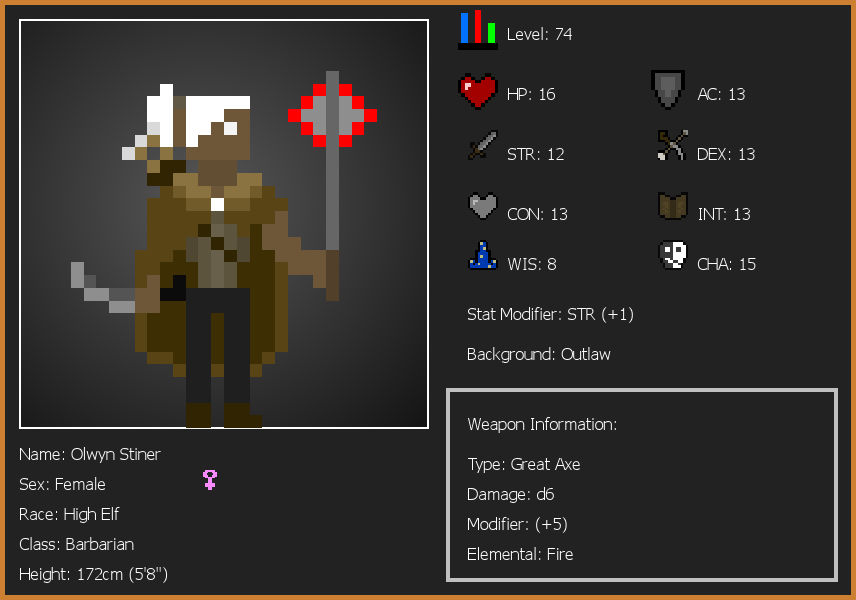 Level: 74
HP: 16
AC: 13
STR: 12
DEX: 13
CON: 13
INT: 13
WIS: 8
CHA: 15
Stat Modifier: STR (+1)
Background: Outlaw
Weapon Information:
Type: Great Axe
Damage: d6
Modifier: (+5)
Elemental: Fire
Name: Olwyn Stiner
Sex: Female
Race: High Elf
Class: Barbarian
Height: 172cm (5'8")